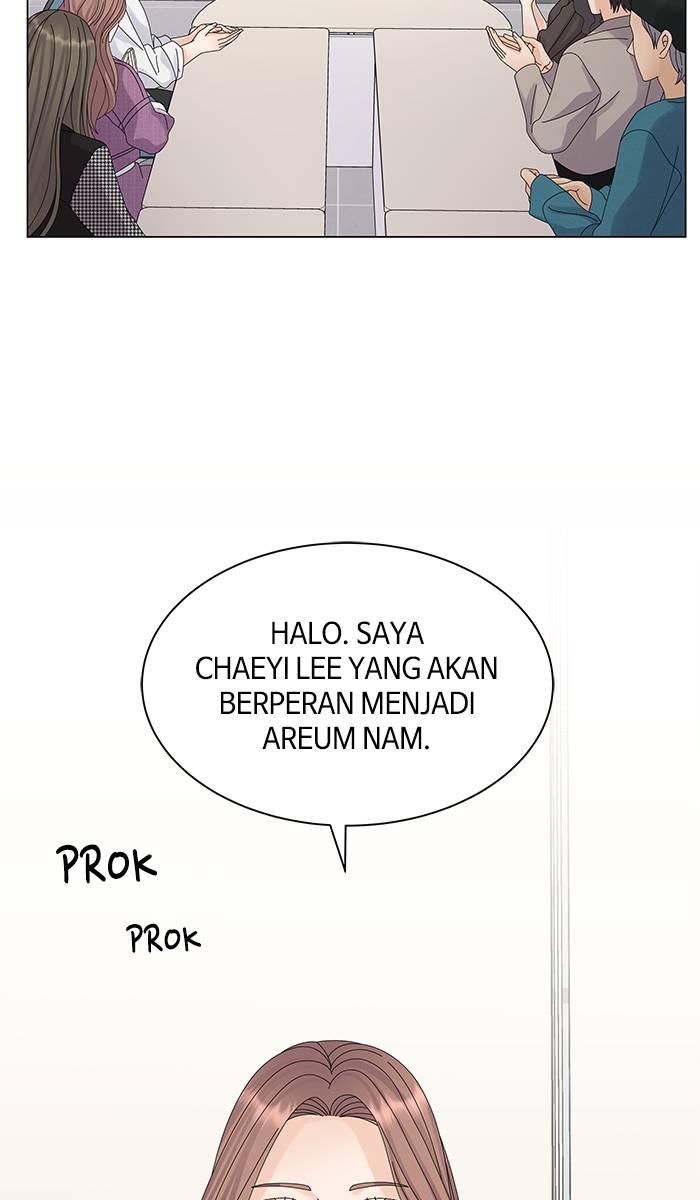 HALO. SAYA
CHAEYI LEE YANG AKAN
BERPERAN MENJADI
AREUM NAM.
PROK
PROK